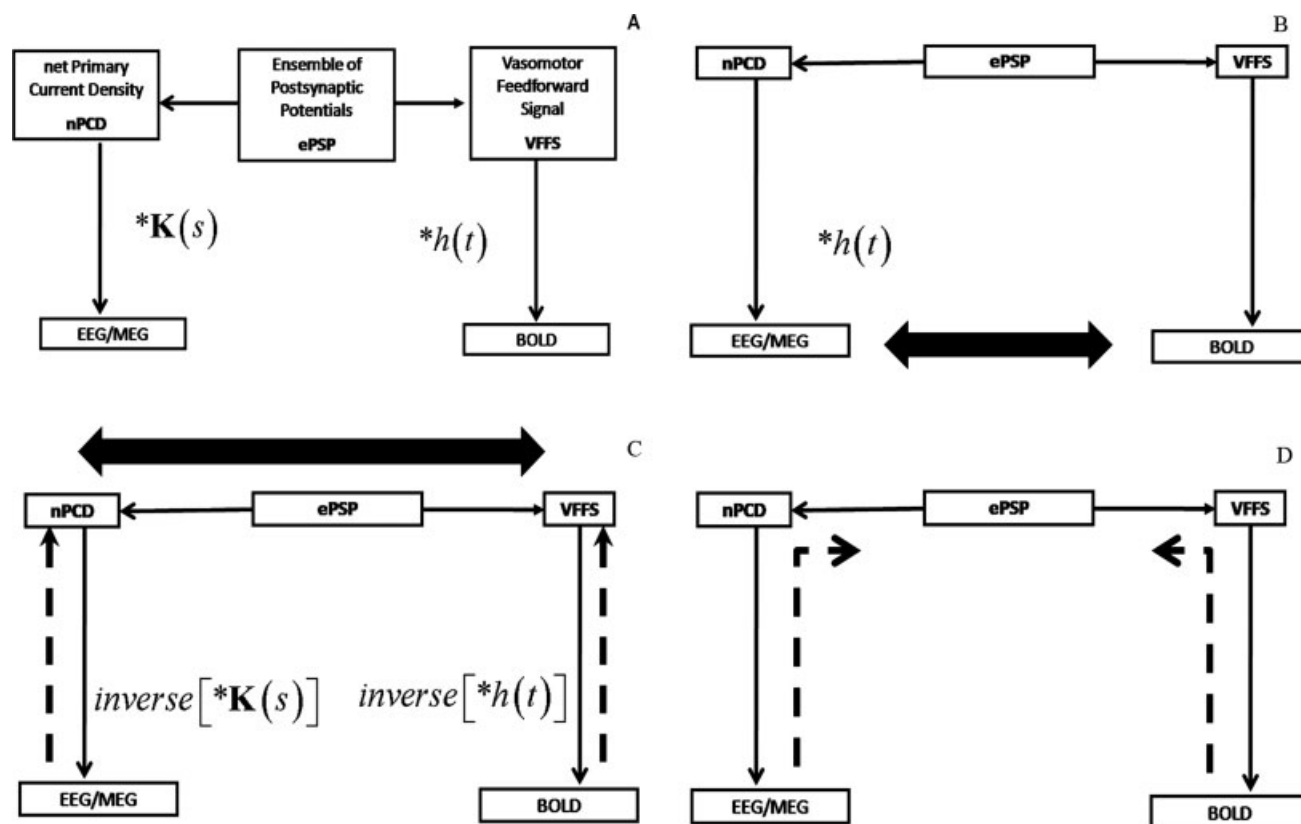 A
net Primary
Current Density
nPCD
Ensemble of
Postsynaptic
Potentials
ePSP
Vasomotor
Feedforward
Signal
VFFS
*K(s)
*h(t)
EEG/MEG
BOLD
B
nPCD
ePSP
VFFS
*h(t)
EEG/MEG
BOLD
C
nPCD
ePSP
VFFS
inverse[*K(s)]
inverse[*h(t)]
EEG/MEG
BOLD
D
nPCD
ePSP
VFFS
EEG/MEG
BOLD